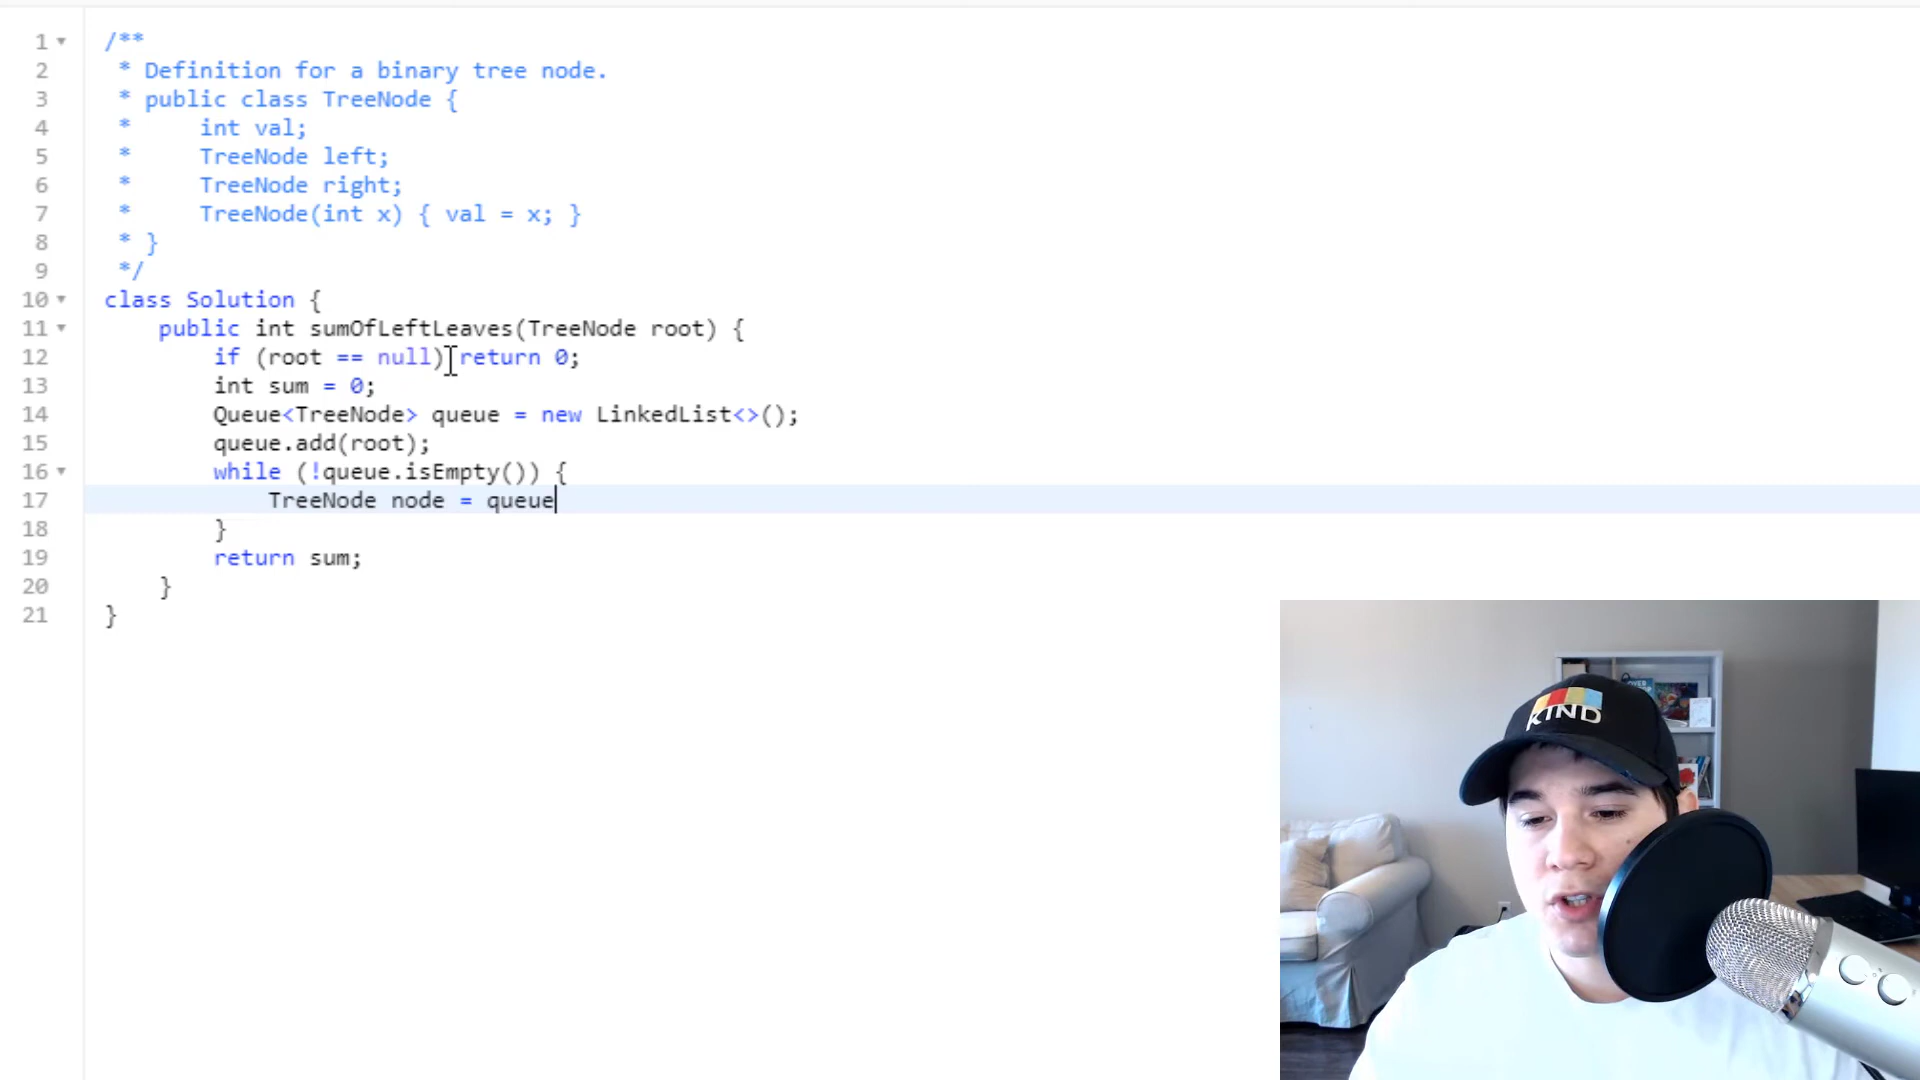 1 /**
2 * Definition for a binary tree node.
3 * public class TreeNode {
4 * int val;
5 * TreeNode left;
6 * TreeNode right;
7 * TreeNode(int x) { val = x; }
8 * }
9 */
10 class Solution {
11 public int sumOfLeftLeaves(TreeNode root) {
12 if (root == null) return 0;
13 int sum = 0;
14 Queue<TreeNode> queue = new LinkedList<>();
15 queue.add(root);
16 while (!queue.isEmpty()) {
17 TreeNode node = queue
18 }
19 return sum;
20 }
21 }
KIND